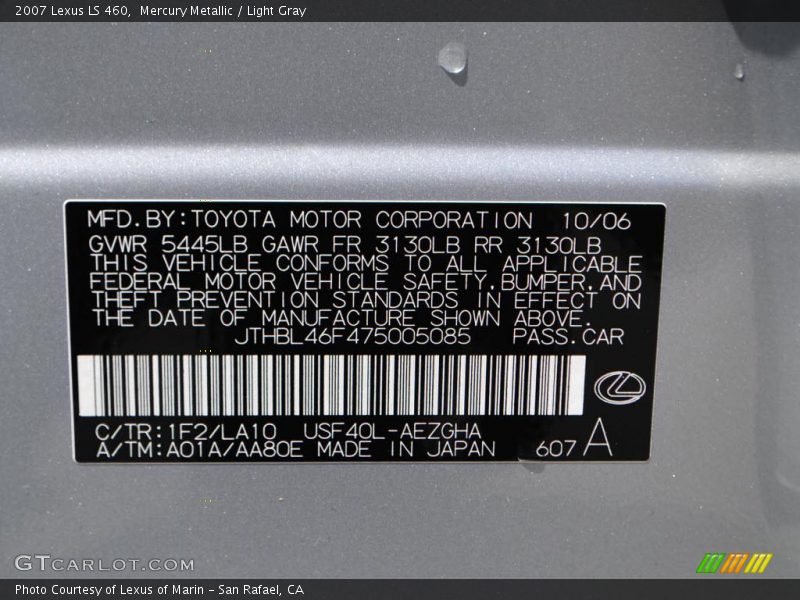 2007 Lexus LS 460,  Mercury Metallic / Light Gray
MFD.BY:TOYOTA MOTOR CORPORATION 10/06
GVWR 5445LB GAWR FR 3130LB RR 3130LB
THIS VEHICLE CONFORMS TO ALL APPLICABLE
FEDERAL MOTOR VEHICLE SAFETY,BUMPER,AND
THEFT PREVENTION STANDARDS IN EFFECT ON
THE DATE OF MANUFACTURE SHOWN ABOVE.
JTHBL46F475005085 PASS.CAR
C/TR:1F2/LA10 USF40L-AEZGHA
A/TM:A01A/AA80E MADE IN JAPAN 607 A
GTCARLOT.COM
Photo Courtesy of Lexus of Marin – San Rafael, CA